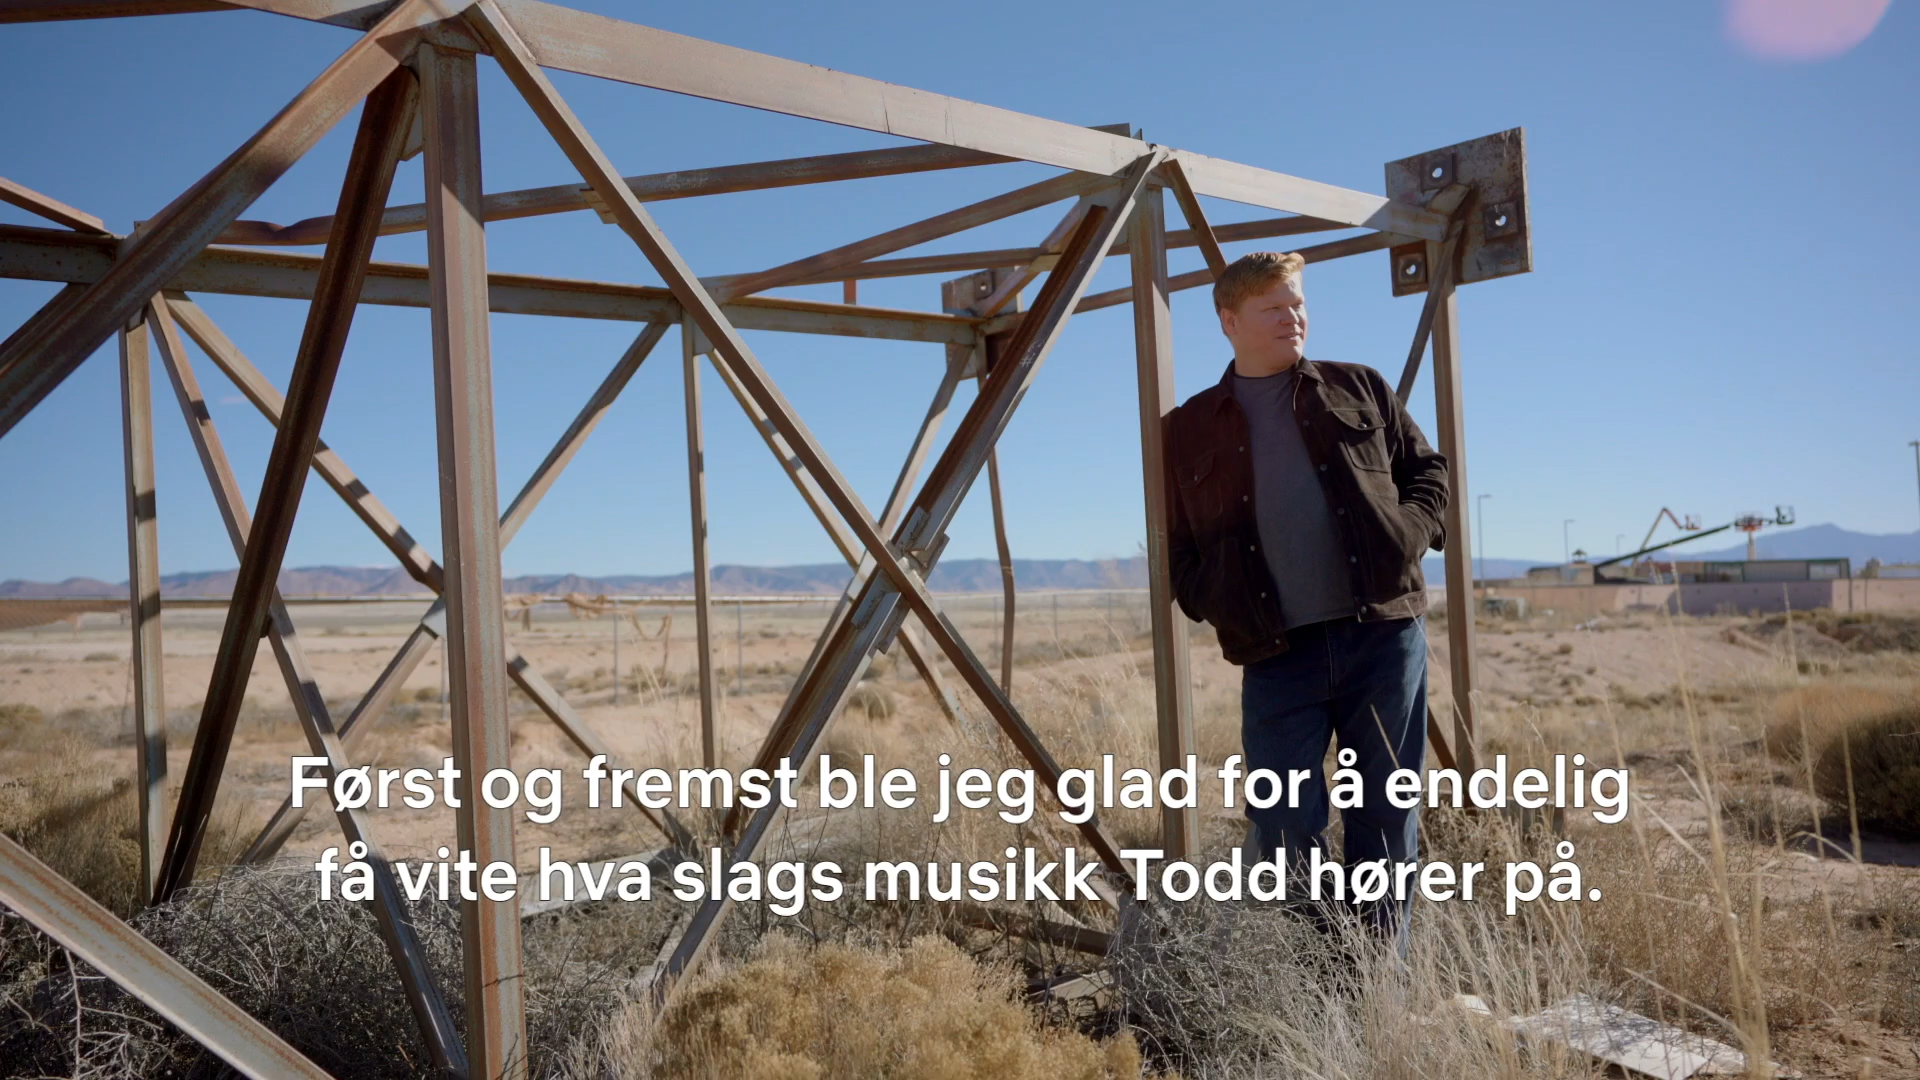 Først og fremst ble jeg glad for å endelig
få vite hva slags musikk Todd hører på.